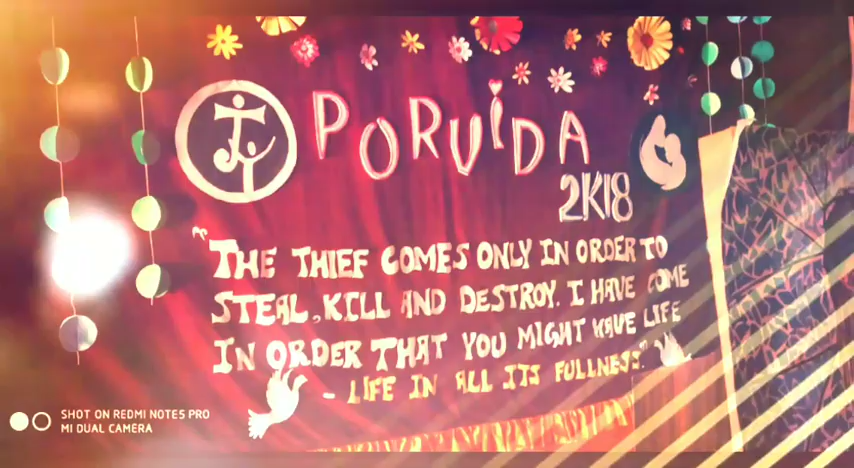 PORVIDA
2K18
"THE THIEF COMES ONLY IN ORDER TO
STEAL, KILL AND DESTROY. I HAVE COME
IN ORDER THAT YOU MIGHT HAVE LIFE
- LIFE IN ALL ITS FULLNESS."
SHOT ON REDMI NOTE5 PRO
MI DUAL CAMERA